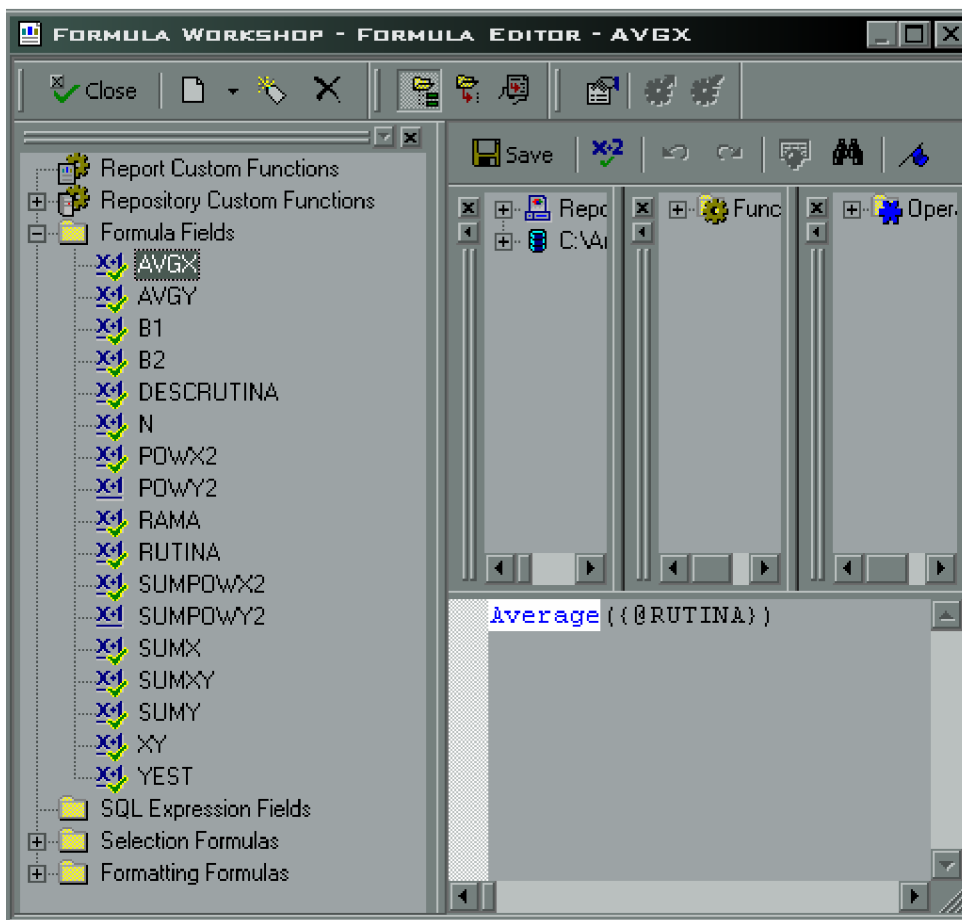 FORMULA WORKSHOP - FORMULA EDITOR - AVGX
Close
Save
Report Custom Functions
Repository Custom Functions
Formula Fields
AVGX
AVGY
B1
B2
DESCRUTINA
N
POWX2
POWY2
RAMA
RUTINA
SUMPOWX2
SUMPOWY2
SUMX
SUMXY
SUMY
XY
YEST
SQL Expression Fields
Selection Formulas
Formatting Formulas
Repo
C:\Ar
Func
Oper
Average({@RUTINA})